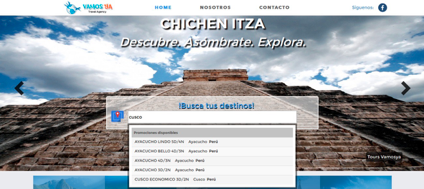 VAMOS YA
HOME NOSOTROS CONTACTO Siguenos:
CHICHEN ITZA
Descubre. Asómbrate. Explora.
¡Busca tus destinos!
cusco
Promociones disponibles:
AYACUCHO LINDO 5D/4N Ayacucho Perú
AYACUCHO BELLO 4D/3N Ayacucho Perú
AYACUCHO 4D/3N Ayacucho Perú
AYACUCHO 3D/2N Ayacucho Perú
CUSCO ECONOMICO 3D/2N Cusco Perú
Tours Vamosya